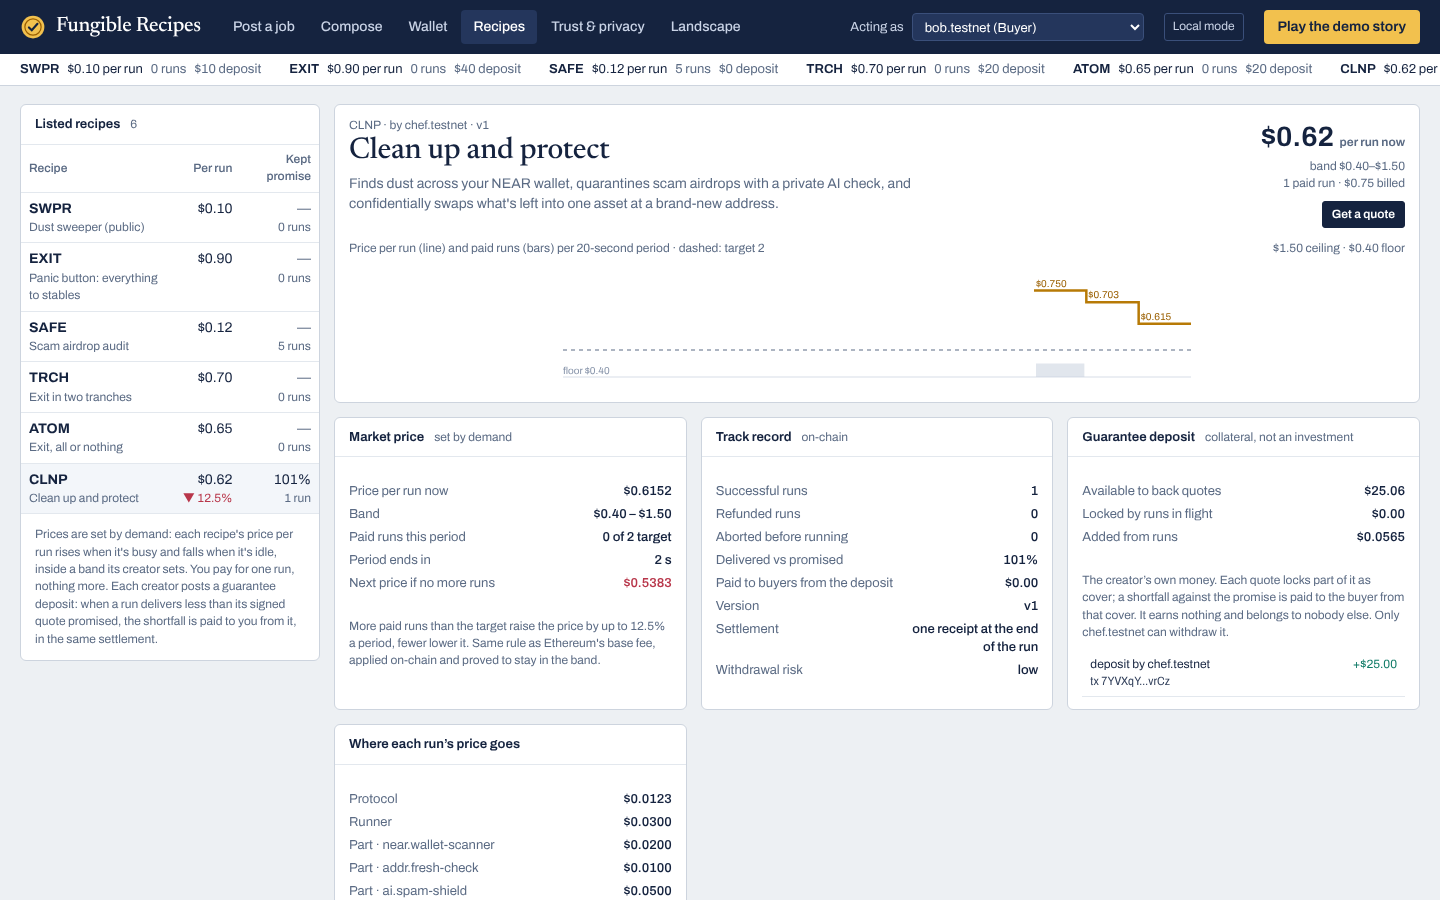 Fungible Recipes
Post a job
Compose
Wallet
Recipes
Trust & privacy
Landscape
Acting as
bob.testnet (Buyer)
Local mode
Play the demo story
SWPR $0.10 per run 0 runs $10 deposit
EXIT $0.90 per run 0 runs $40 deposit
SAFE $0.12 per run 5 runs $0 deposit
TRCH $0.70 per run 0 runs $20 deposit
ATOM $0.65 per run 0 runs $20 deposit
CLNP $0.62 per
Listed recipes 6
Recipe Per run Kept
promise
SWPR $0.10 —
Dust sweeper (public) 0 runs
EXIT $0.90 —
Panic button: everything 0 runs
to stables
SAFE $0.12 —
Scam airdrop audit 5 runs
TRCH $0.70 —
Exit in two tranches 0 runs
ATOM $0.65 —
Exit, all or nothing 0 runs
CLNP $0.62 101%
Clean up and protect ▼ 12.5% 1 run
Prices are set by demand: each recipe's price per
run rises when it's busy and falls when it's idle,
inside a band its creator sets. You pay for one run,
nothing more. Each creator posts a guarantee
deposit: when a run delivers less than its signed
quote promised, the shortfall is paid to you from it,
in the same settlement.
CLNP · by chef.testnet · v1
Clean up and protect
Finds dust across your NEAR wallet, quarantines scam airdrops with a private AI check, and
confidentially swaps what's left into one asset at a brand-new address.
$0.62 per run now
band $0.40–$1.50
1 paid run · $0.75 billed
Get a quote
Price per run (line) and paid runs (bars) per 20-second period · dashed: target 2
$1.50 ceiling · $0.40 floor
$0.750
$0.703
$0.615
floor $0.40
Market price set by demand
Price per run now $0.6152
Band $0.40 – $1.50
Paid runs this period 0 of 2 target
Period ends in 2 s
Next price if no more runs $0.5383
More paid runs than the target raise the price by up to 12.5%
a period, fewer lower it. Same rule as Ethereum's base fee,
applied on-chain and proved to stay in the band.
Track record on-chain
Successful runs 1
Refunded runs 0
Aborted before running 0
Delivered vs promised 101%
Paid to buyers from the deposit $0.00
Version v1
Settlement one receipt at the end
of the run
Withdrawal risk low
Guarantee deposit collateral, not an investment
Available to back quotes $25.06
Locked by runs in flight $0.00
Added from runs $0.0565
The creator's own money. Each quote locks part of it as
cover; a shortfall against the promise is paid to the buyer from
that cover. It earns nothing and belongs to nobody else. Only
chef.testnet can withdraw it.
deposit by chef.testnet +$25.00
tx 7YVXqY…vrCz
Where each run's price goes
Protocol $0.0123
Runner $0.0300
Part · near.wallet-scanner $0.0200
Part · addr.fresh-check $0.0100
Part · ai.spam-shield $0.0500